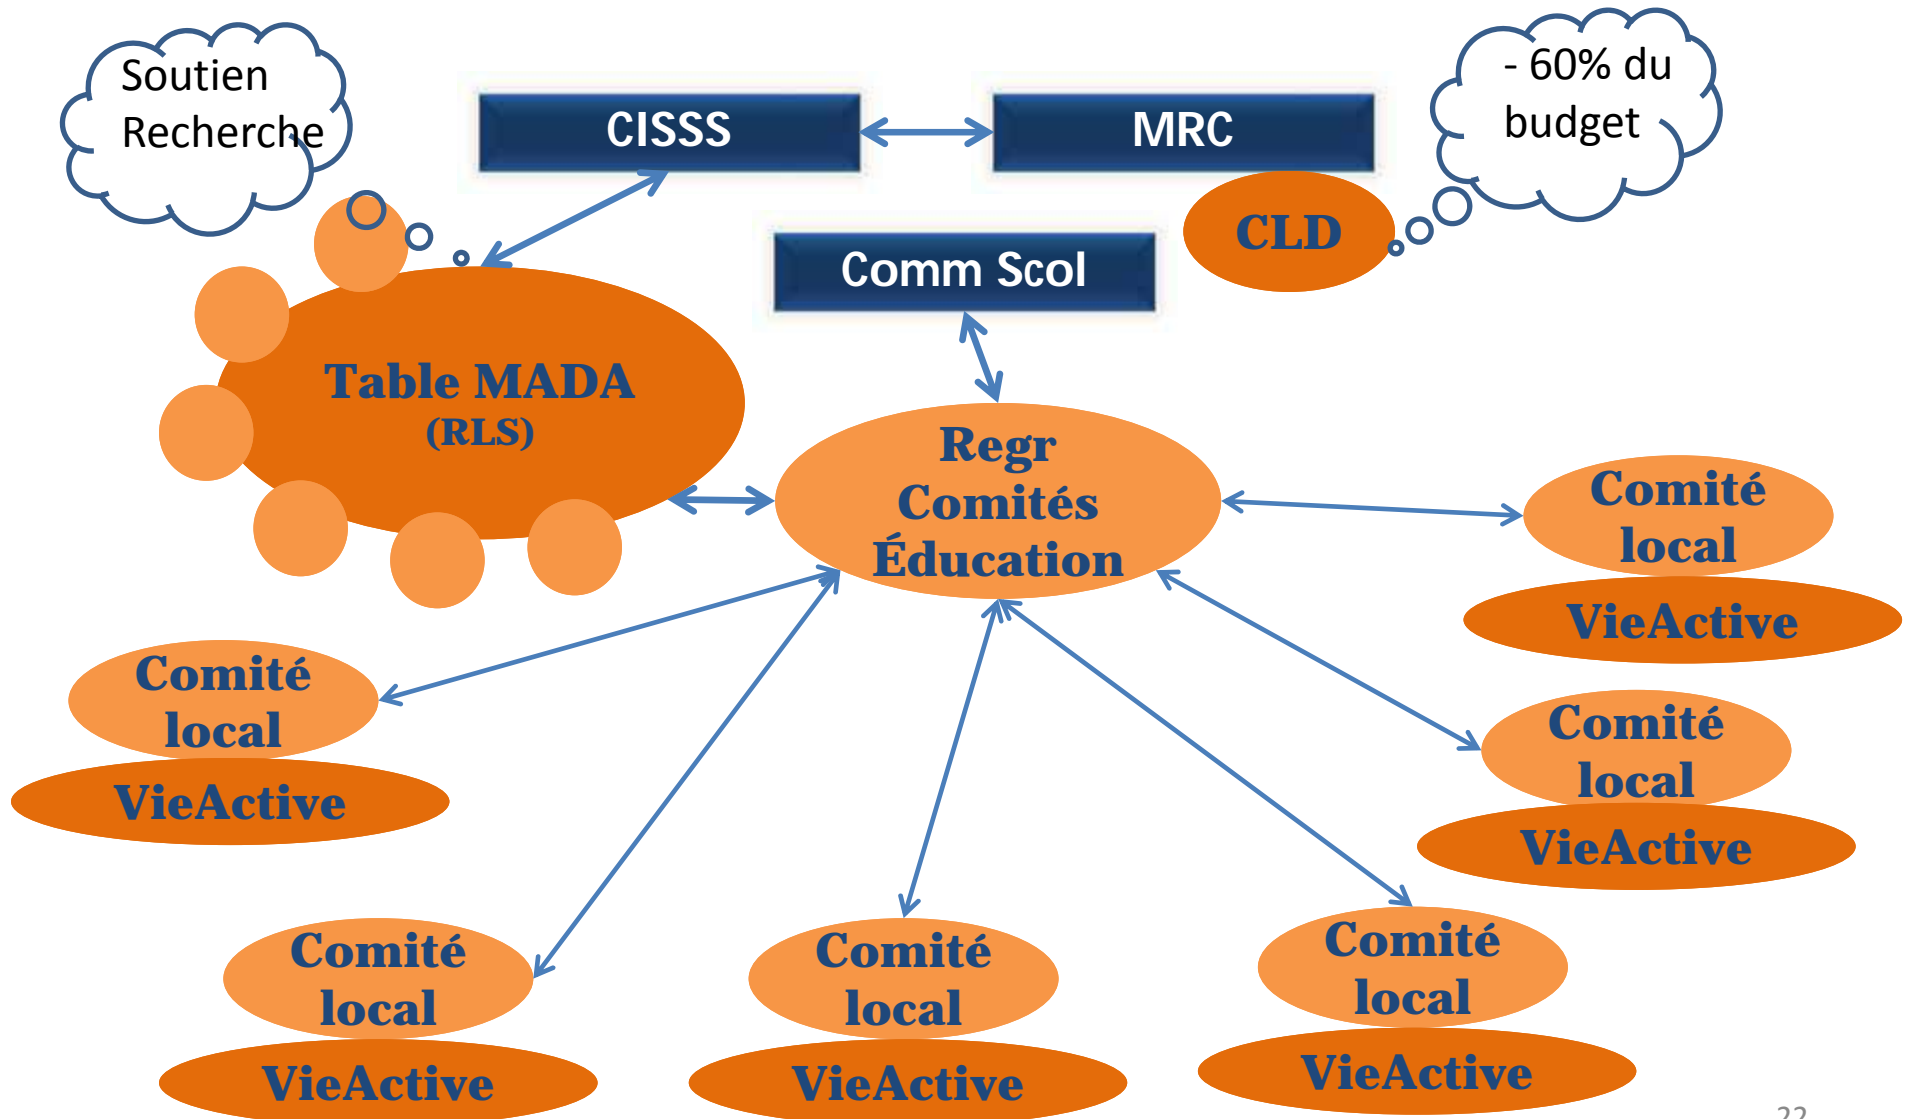 Soutien
Recherche
CISSS
MRC
- 60% du
budget
CLD
Comm Scol
Table MADA
(RLS)
Regr
Comités
Éducation
Comité
local
VieActive
Comité
local
VieActive
Comité
local
VieActive
Comité
local
VieActive
Comité
local
VieActive
Comité
local
VieActive
22